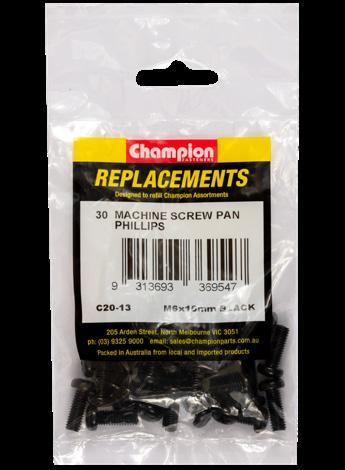 Champion
FASTENERS
REPLACEMENTS
Designed to refill Champion Assortments
30 MACHINE SCREW PAN
PHILLIPS
9 313693 369547
C20-13 M6x16mm BLACK
205 Arden Street, North Melbourne VIC 3051
ph: (03) 9325 9000 email: sales@championparts.com.au
Packed in Australia from local and imported products